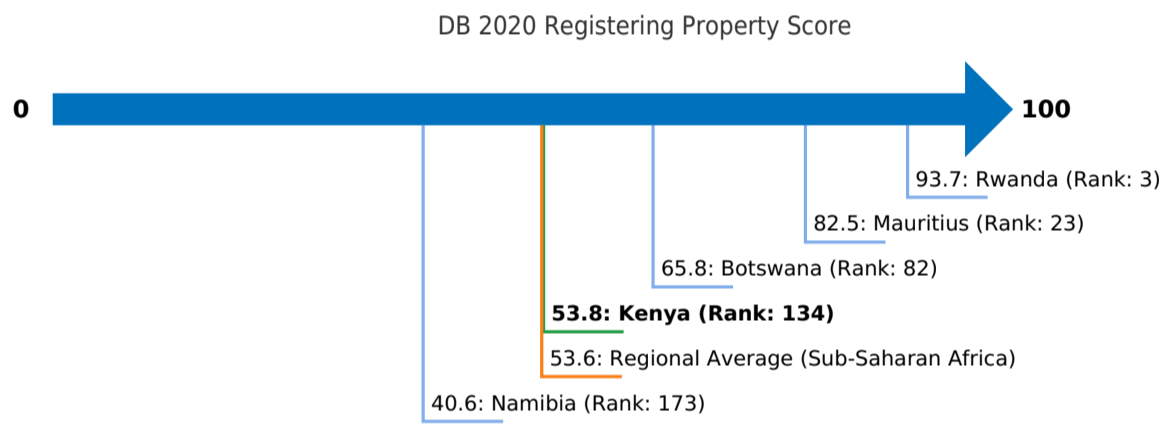 DB 2020 Registering Property Score
0
100
93.7: Rwanda (Rank: 3)
82.5: Mauritius (Rank: 23)
65.8: Botswana (Rank: 82)
53.8: Kenya (Rank: 134)
53.6: Regional Average (Sub-Saharan Africa)
40.6: Namibia (Rank: 173)